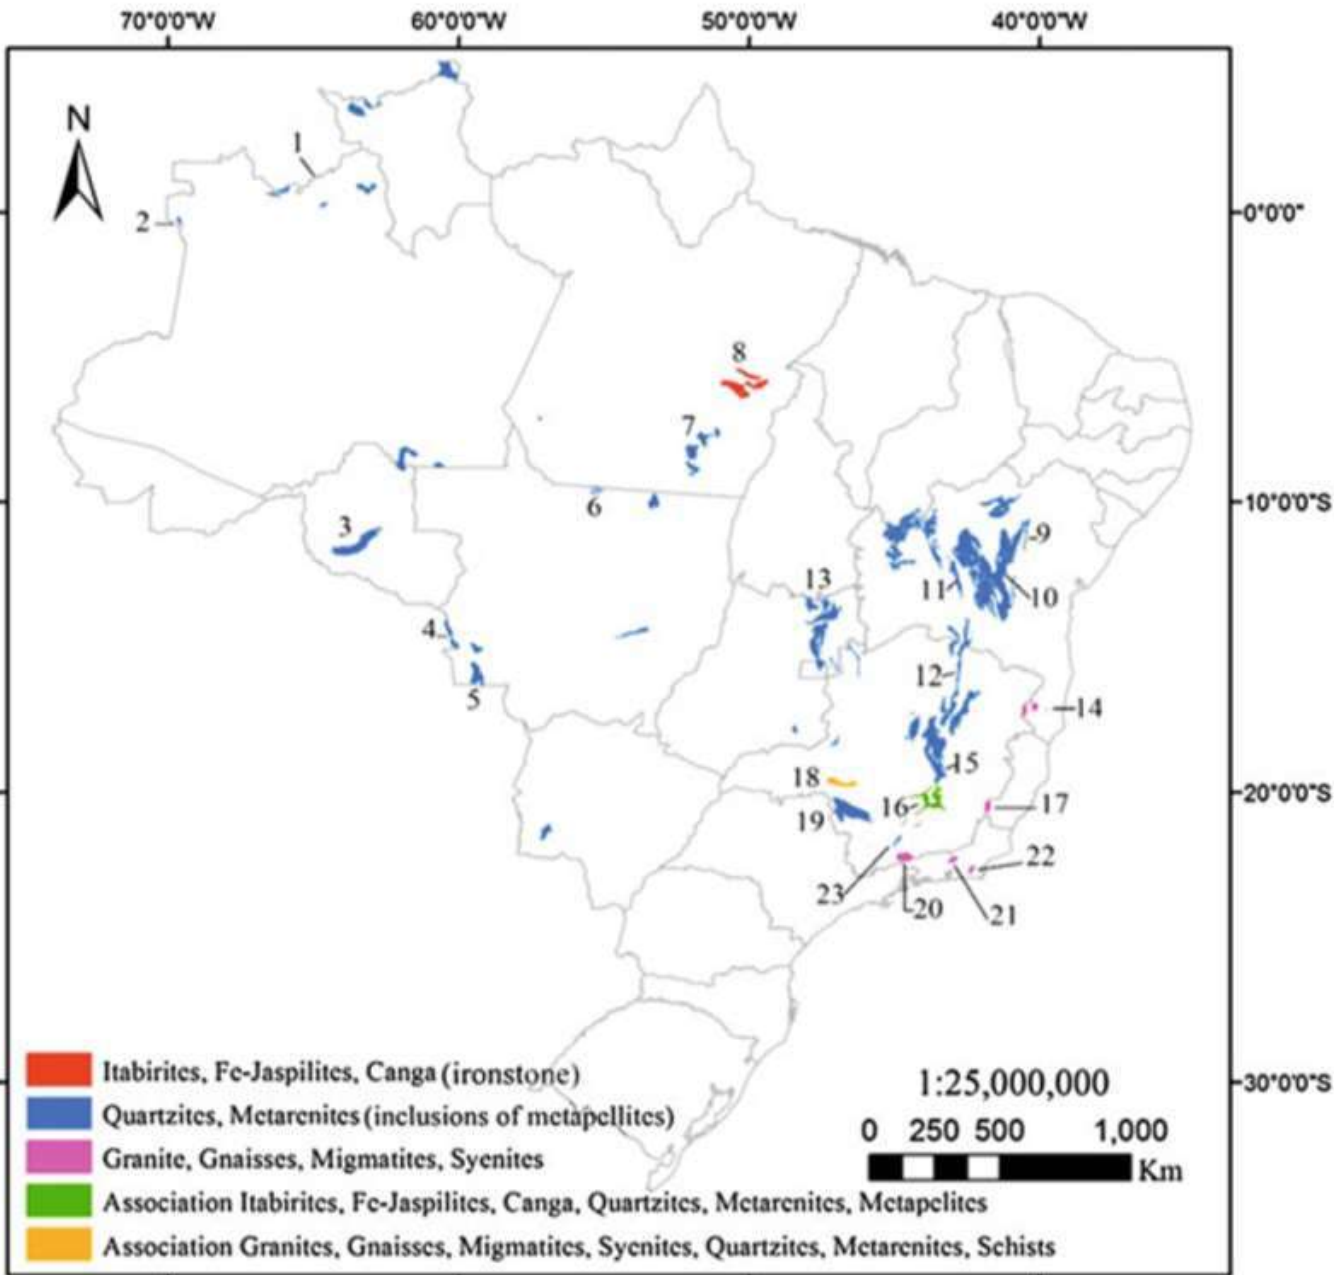 70°0'0"W 60°0'0"W 50°0'0"W 40°0'0"W
N
1
2
0°0'0"
8
7
6
10°0'0"S
3
9
11
10
13
4
12
5
14
15
18
20°0'0"S
16
17
19
22
23
20
21
Itabirites, Fe-Jaspilites, Canga (ironstone)
Quartzites, Metarenites (inclusions of metapellites)
Granite, Gnaisses, Migmatites, Syenites
Association Itabirites, Fe-Jaspilites, Canga, Quartzites, Metarenites, Metapelites
Association Granites, Gnaisses, Migmatites, Syenites, Quartzites, Metarenites, Schists
1:25,000,000
30°0'0"S
0 250 500 1,000
Km